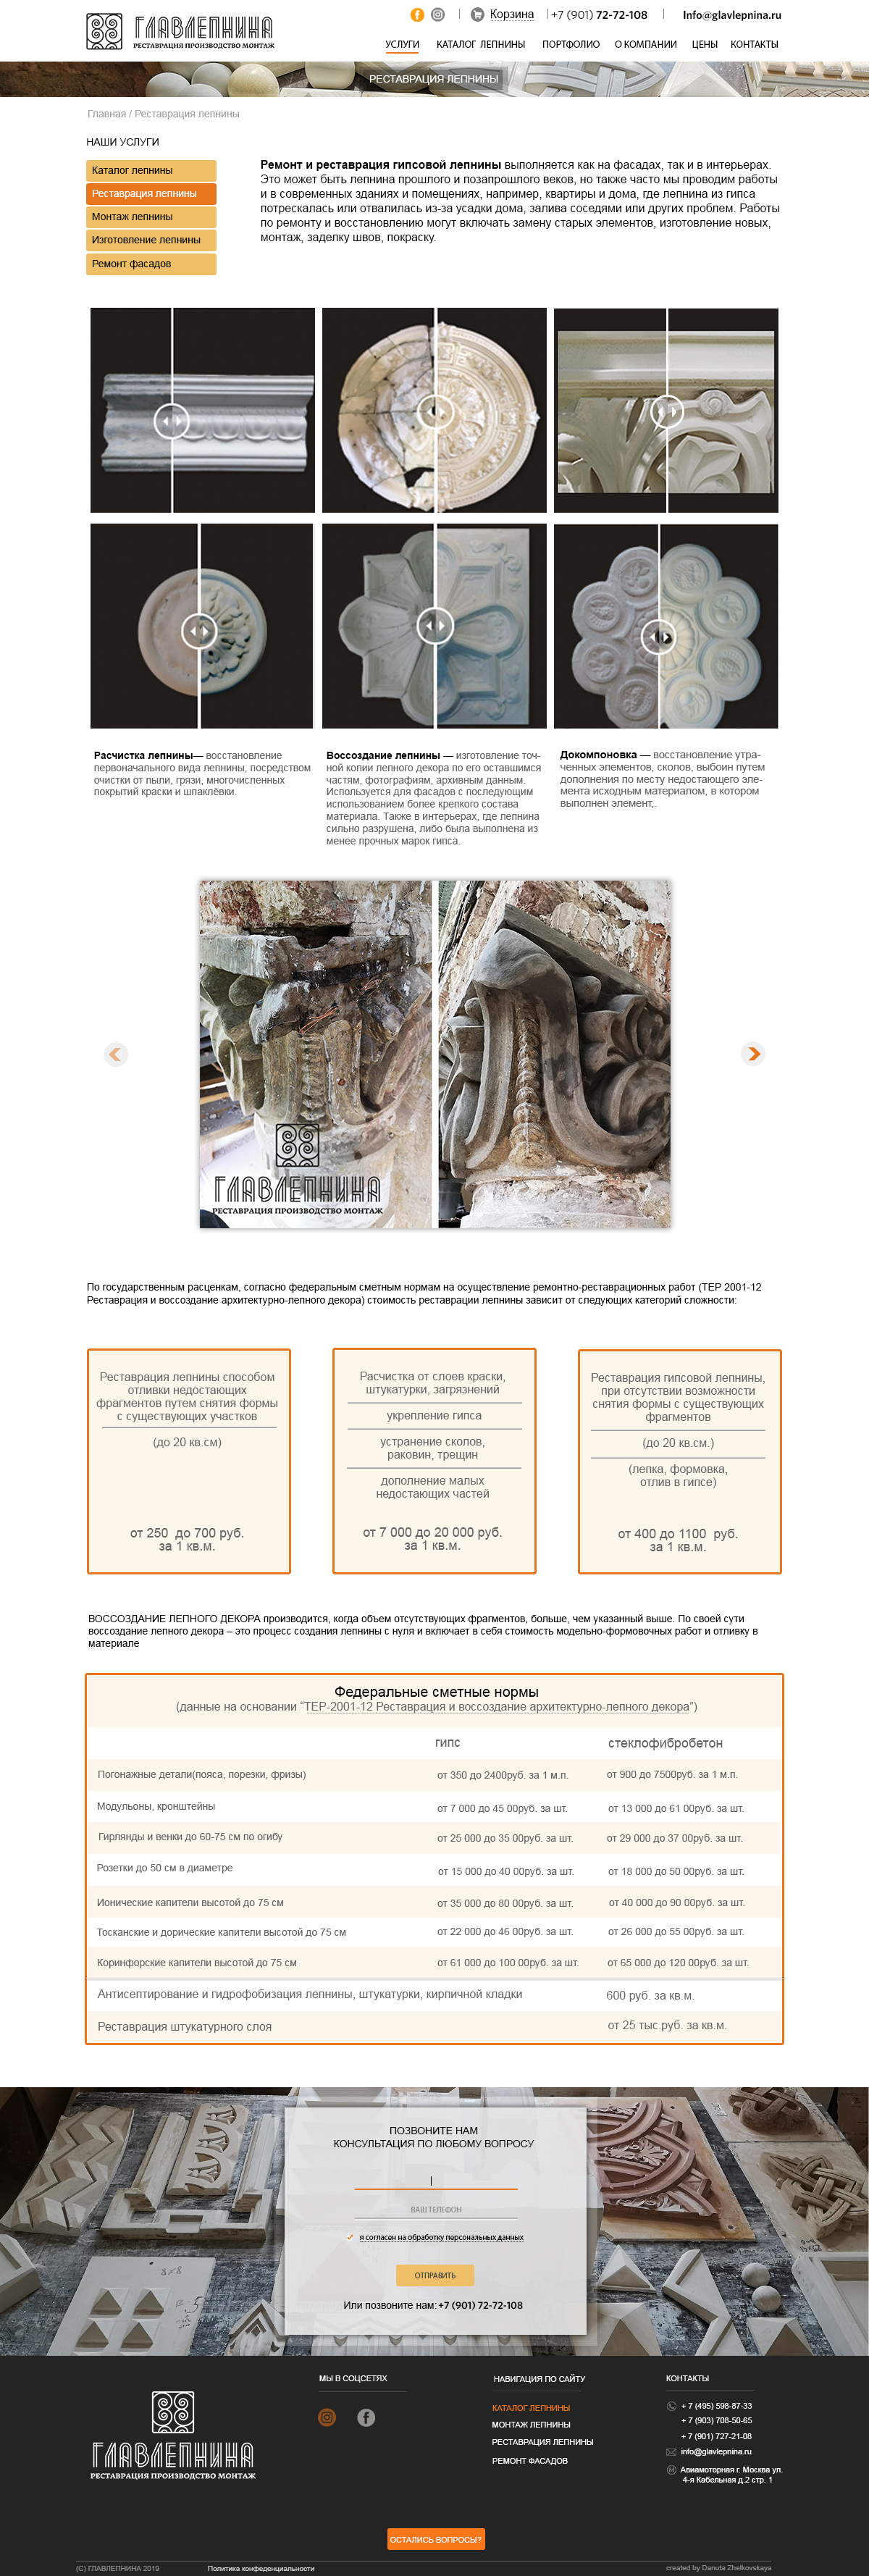 ГЛАВЛЕПНИНА
РЕСТАВРАЦИЯ ПРОИЗВОДСТВО МОНТАЖ
Корзина
+7 (901) 72-72-108
Info@glavlepnina.ru
УСЛУГИ КАТАЛОГ ЛЕПНИНЫ ПОРТФОЛИО О КОМПАНИИ ЦЕНЫ КОНТАКТЫ
РЕСТАВРАЦИЯ ЛЕПНИНЫ
Главная / Реставрация лепнины
НАШИ УСЛУГИ
Каталог лепнины
Реставрация лепнины
Монтаж лепнины
Изготовление лепнины
Ремонт фасадов
Ремонт и реставрация гипсовой лепнины выполняется как на фасадах, так и в интерьерах.
Это может быть лепнина прошлого и позапрошлого веков, но также часто мы проводим работы
и в современных зданиях и помещениях, например, квартиры и дома, где лепнина из гипса
потрескалась или отвалилась из-за усадки дома, залива соседями или других проблем. Работы
по ремонту и восстановлению могут включать замену старых элементов, изготовление новых,
монтаж, заделку швов, покраску.
Расчистка лепнины— восстановление
первоначального вида лепнины, посредством
очистки от пыли, грязи, многочисленных
покрытий краски и шпаклёвки.
Воссоздание лепнины — изготовление точ-
ной копии лепного декора по его оставшимся
частям, фотографиям, архивным данным.
Используется для фасадов с последующим
использованием более крепкого состава
материала. Также в интерьерах, где лепнина
сильно разрушена, либо была выполнена из
менее прочных марок гипса.
Докомпоновка — восстановление утра-
ченных элементов, сколов, выбоин путем
дополнения по месту недостающего эле-
мента исходным материалом, в котором
выполнен элемент,.
ГЛАВЛЕПНИНА
РЕСТАВРАЦИЯ ПРОИЗВОДСТВО МОНТАЖ
По государственным расценкам, согласно федеральным сметным нормам на осуществление ремонтно-реставрационных работ (ТЕР 2001-12
Реставрация и воссоздание архитектурно-лепного декора) стоимость реставрации лепнины зависит от следующих категорий сложности:
Реставрация лепнины способом
отливки недостающих
фрагментов путем снятия формы
с существующих участков
(до 20 кв.см)
от 250 до 700 руб.
за 1 кв.м.
Расчистка от слоев краски,
штукатурки, загрязнений
укрепление гипса
устранение сколов,
раковин, трещин
дополнение малых
недостающих частей
от 7 000 до 20 000 руб.
за 1 кв.м.
Реставрация гипсовой лепнины,
при отсутствии возможности
снятия формы с существующих
фрагментов
(до 20 кв.см.)
(лепка, формовка,
отлив в гипсе)
от 400 до 1100 руб.
за 1 кв.м.
ВОССОЗДАНИЕ ЛЕПНОГО ДЕКОРА производится, когда объем отсутствующих фрагментов, больше, чем указанный выше. По своей сути
воссоздание лепного декора – это процесс создания лепнины с нуля и включает в себя стоимость модельно-формовочных работ и отливку в
материале
Федеральные сметные нормы
(данные на основании “ТЕР-2001-12 Реставрация и воссоздание архитектурно-лепного декора”)
гипс стеклофибробетон
Погонажные детали(пояса, порезки, фризы) от 350 до 2400руб. за 1 м.п. от 900 до 7500руб. за 1 м.п.
Модульоны, кронштейны от 7 000 до 45 00руб. за шт. от 13 000 до 61 00руб. за шт.
Гирлянды и венки до 60-75 см по огибу от 25 000 до 35 00руб. за шт. от 29 000 до 37 00руб. за шт.
Розетки до 50 см в диаметре от 15 000 до 40 00руб. за шт. от 18 000 до 50 00руб. за шт.
Ионические капители высотой до 75 см от 35 000 до 80 00руб. за шт. от 40 000 до 90 00руб. за шт.
Тосканские и дорические капители высотой до 75 см от 22 000 до 46 00руб. за шт. от 26 000 до 55 00руб. за шт.
Коринфорские капители высотой до 75 см от 61 000 до 100 00руб. за шт. от 65 000 до 120 00руб. за шт.
Антисептирование и гидрофобизация лепнины, штукатурки, кирпичной кладки 600 руб. за кв.м.
Реставрация штукатурного слоя от 25 тыс.руб. за кв.м.
ПОЗВОНИТЕ НАМ
КОНСУЛЬТАЦИЯ ПО ЛЮБОМУ ВОПРОСУ
ВАШ ТЕЛЕФОН
я согласен на обработку персональных данных
ОТПРАВИТЬ
Или позвоните нам: +7 (901) 72-72-108
ГЛАВЛЕПНИНА
РЕСТАВРАЦИЯ ПРОИЗВОДСТВО МОНТАЖ
МЫ В СОЦСЕТЯХ
НАВИГАЦИЯ ПО САЙТУ
КАТАЛОГ ЛЕПНИНЫ
МОНТАЖ ЛЕПНИНЫ
РЕСТАВРАЦИЯ ЛЕПНИНЫ
РЕМОНТ ФАСАДОВ
КОНТАКТЫ
+ 7 (495) 598-87-33
+ 7 (903) 708-50-65
+ 7 (901) 727-21-08
info@glavlepnina.ru
Авиамоторная г. Москва ул.
4-я Кабельная д.2 стр. 1
ОСТАЛИСЬ ВОПРОСЫ?
(С) ГЛАВЛЕПНИНА 2019
Политика конфеденциальности
created by Danuta Zhelkovskaya